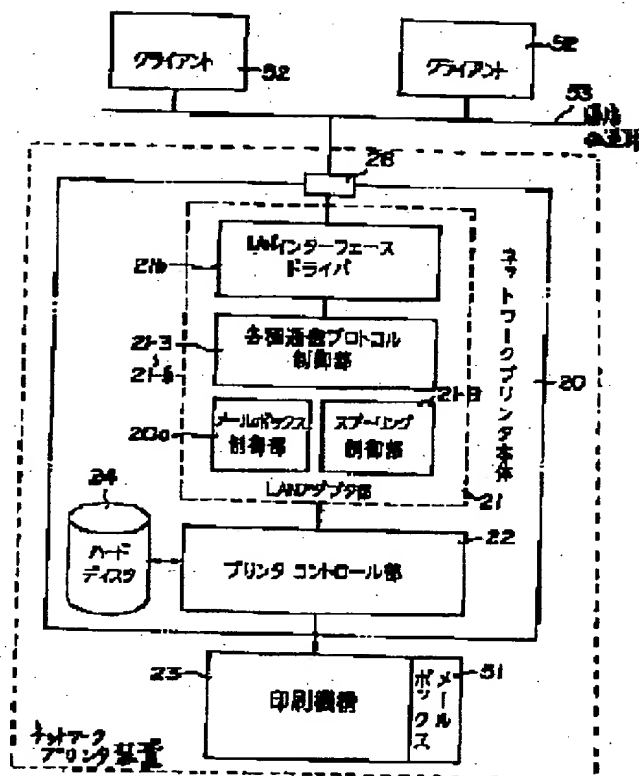 クライアント
52
クライアント
52
53
通信
26
LANインターフェース
ドライバ
21b
各種通信プロトコル
制御部
21-3
メールボックス
制御部
20a
スプーリング
制御部
21-9
LANアダプタ部
21
ネットワークプリンタ本体
20
24
ハード
ディスク
プリンタコントロール部
22
23
印刷機構
メール
ボックス
51
ネットワーク
プリンタ装置